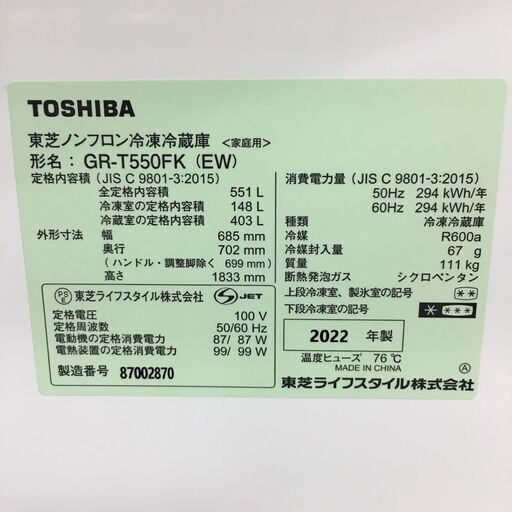 TOSHIBA
東芝ノンフロン冷凍冷蔵庫 <家庭用>
形名：GR-T550FK (EW)
定格内容積 (JIS C 9801-3:2015)
全定格内容積 551 L
冷凍室の定格内容積 148 L
冷蔵室の定格内容積 403 L
外形寸法 幅 685 mm
奥行 702 mm
(ハンドル・調整脚除く 699 mm)
高さ 1833 mm
PS E 東芝ライフスタイル株式会社 S JET
定格電圧 100 V
定格周波数 50/60 Hz
電動機の定格消費電力 87/ 87 W
電熱装置の定格消費電力 99/ 99 W
製造番号 87002870
消費電力量 (JIS C 9801-3:2015)
50Hz 294 kWh/年
60Hz 294 kWh/年
種類 冷凍冷蔵庫
冷媒 R600a
冷媒封入量 67 g
質量 111 kg
断熱発泡ガス シクロペンタン
上段冷凍室、製氷室の記号 **
下段冷凍室の記号 * ***
2022 年製
温度ヒューズ 76℃
MADE IN CHINA
A
東芝ライフスタイル株式会社